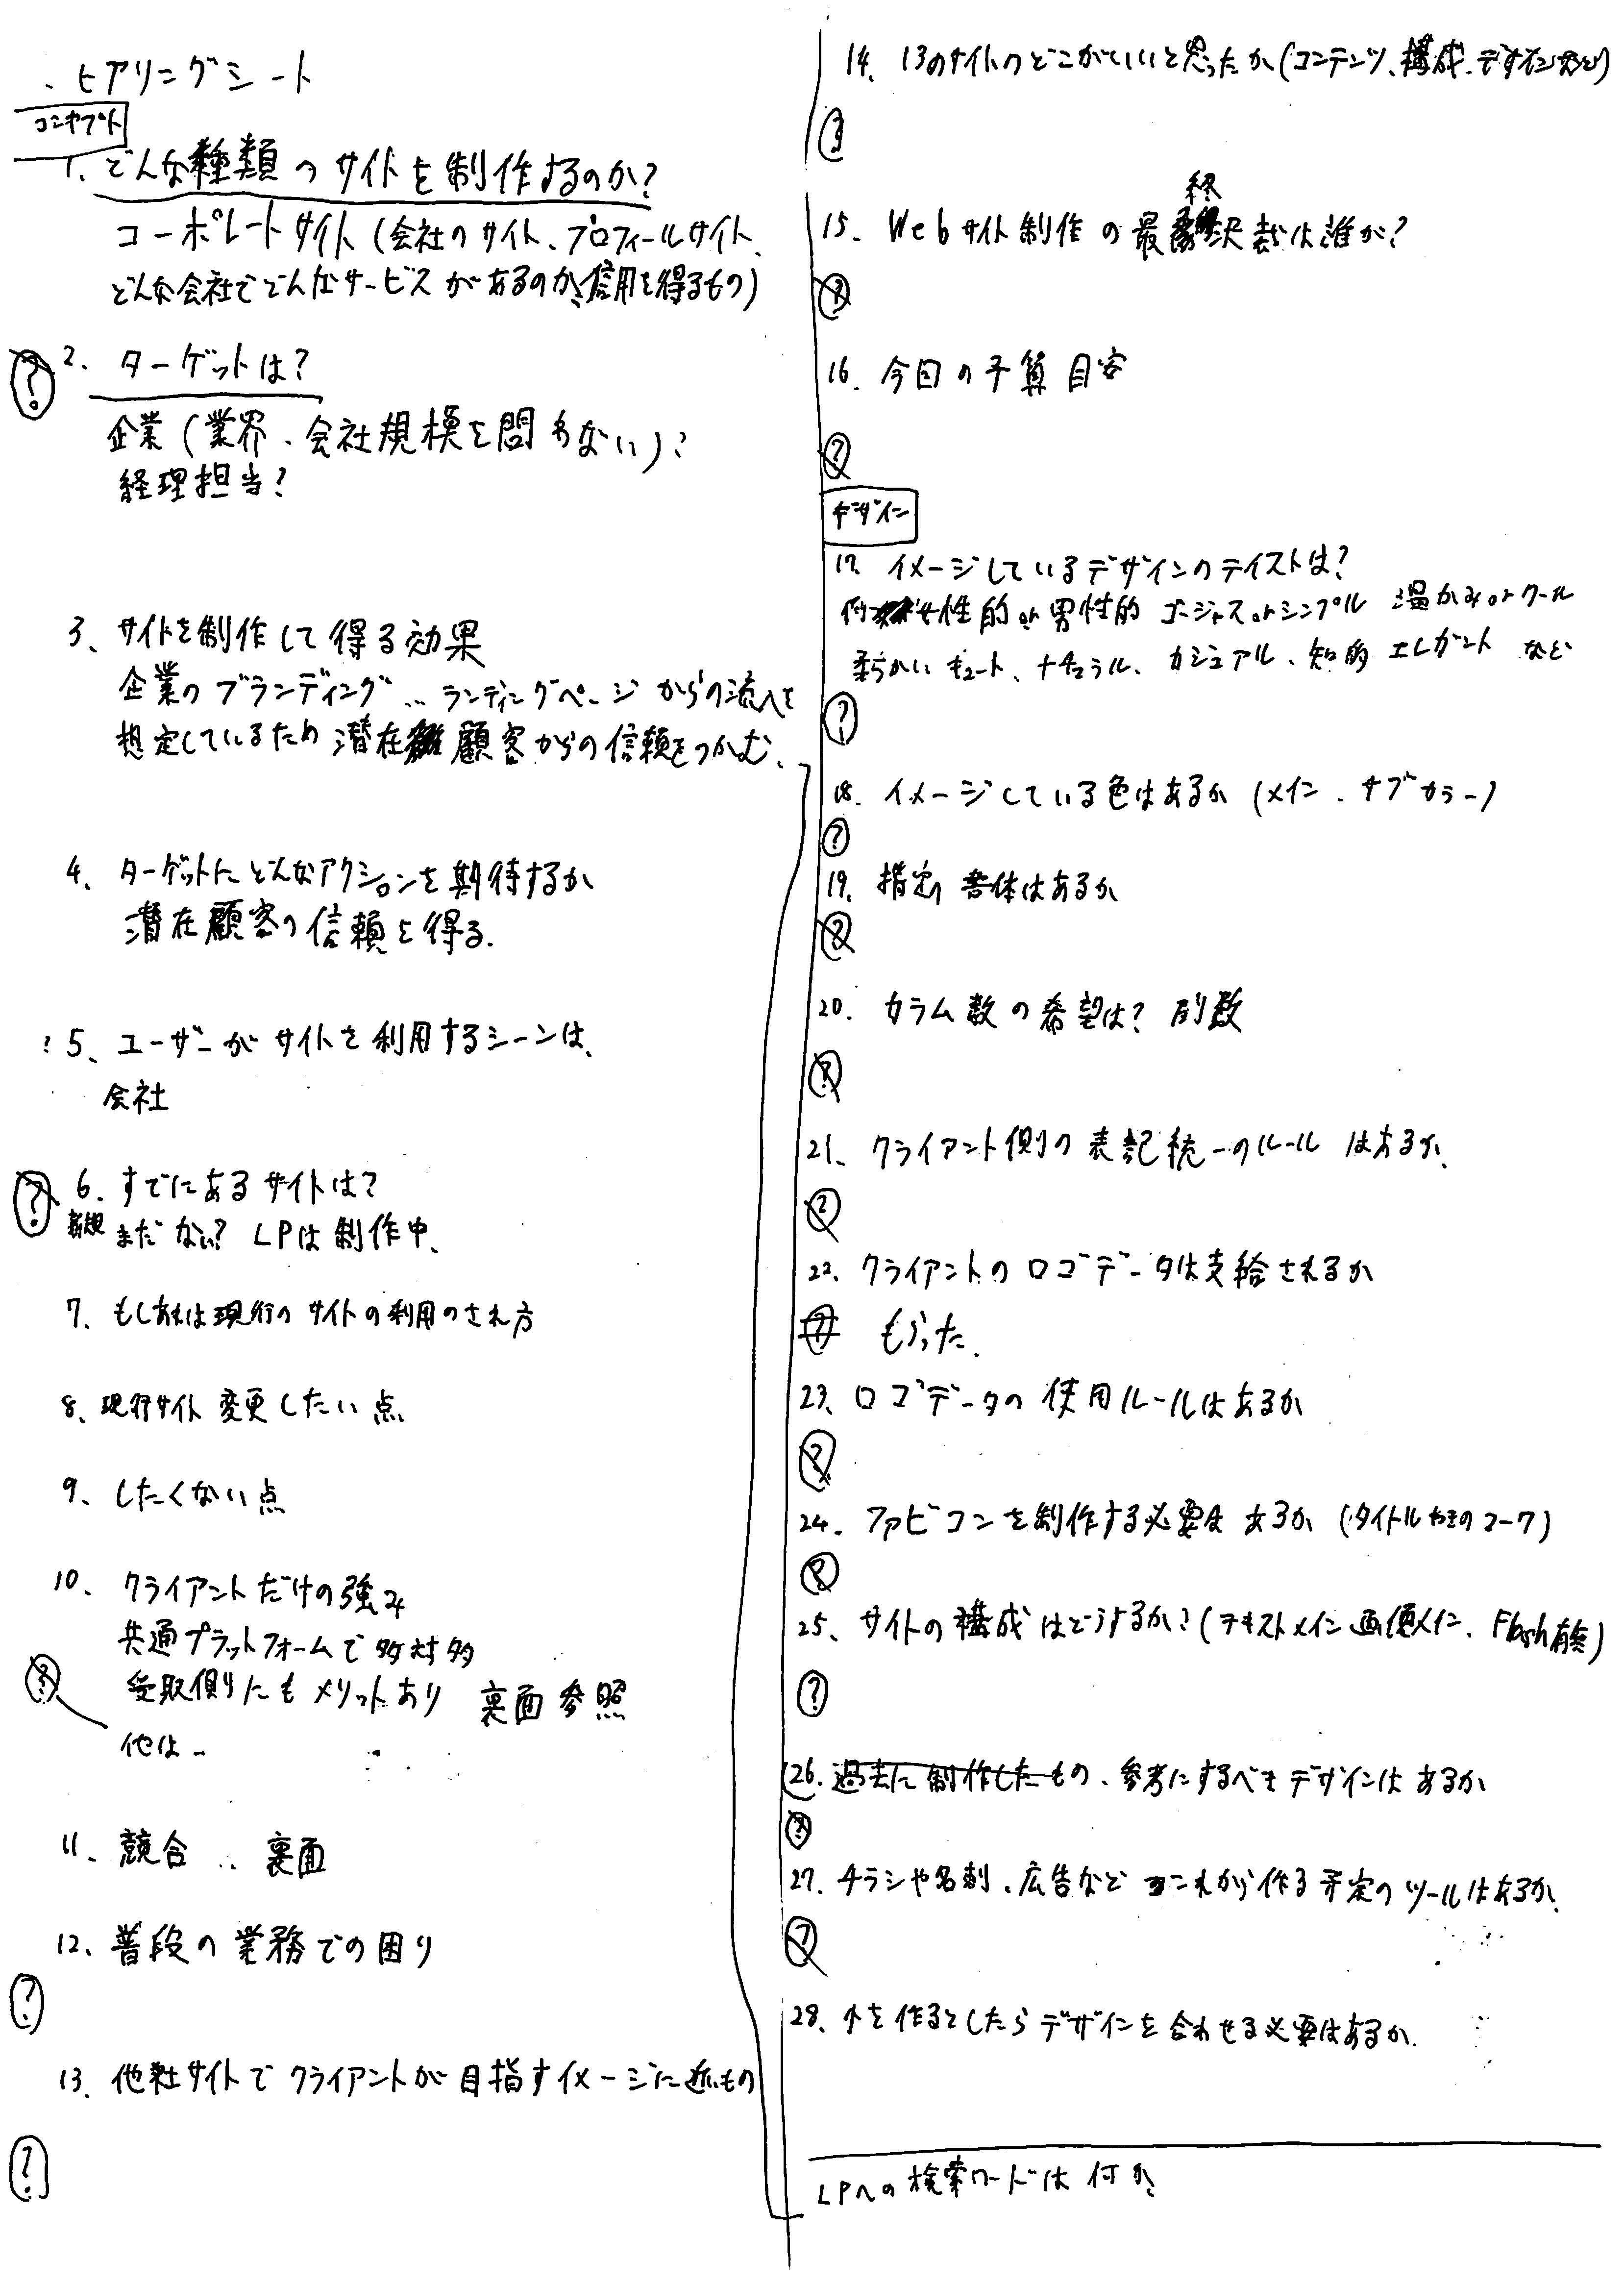 ・ヒアリングシート
コンセプト
1. どんな種類のサイトを制作するのか?
コーポレートサイト(会社のサイト、プロフィールサイト、
どんな会社でどんなサービスがあるのか、信用を得るもの)
? 2. ターゲットは?
企業(業界、会社規模を問わない)?
経理担当?
3、サイトを制作して得る効果
企業のブランディング… ランディングページからの流入を
想定しているため 潜在顧客からの信頼をつかむ、
4、ターゲットにどんなアクションを期待するか
潜在顧客の信頼を得る.
? 5、ユーザーがサイトを利用するシーンは、
会社
? 6. すでにあるサイトは?
新規 まだない? LPは制作中、
7、もしあれば現行のサイトの利用のされ方
8、現行サイト変更したい点
9、したくない点
10、クライアントだけの強み
共通プラットフォームで多対多
受取側にもメリットあり 裏面参照
?
他は…
11、競合… 裏面
12、普段の業務での困り
?
13、他社サイトでクライアントが目指すイメージに近いもの
?
14、13のサイトのどこがいいと思ったか(コンテンツ、構成、デザインなど)
?
15. Webサイト制作の最終決裁は誰か?
?
16. 今回の予算目安
?
デザイン
17. イメージしているデザインのテイストは?
女性的or男性的 ゴージャスorシンプル 温かみorクール
柔らかい キュート、ナチュラル、カジュアル、知的 エレガント など
?
18. イメージしている色はあるか(メイン、サブカラー)
?
19. 指定書体はあるか
?
20. カラム数の希望は? 列数
?
21、クライアント側の表記統一のルールはあるか、
?
22. クライアントのロゴデータは支給されるか
? もらった.
23. ロゴデータの使用ルールはあるか
?
24. ファビコンを制作する必要はあるか(タイトルやそのマーク)
?
25、サイトの構成はどうするか?(テキストメイン 画像メイン、Flash有無)
?
26. 過去に制作したもの、参考にするべきデザインはあるか
?
27. チラシや名刺、広告など これから作る予定のツールはあるか、
?
28、↑を作るとしたらデザインを合わせる必要はあるか.
LPへの検索ワードは何か、